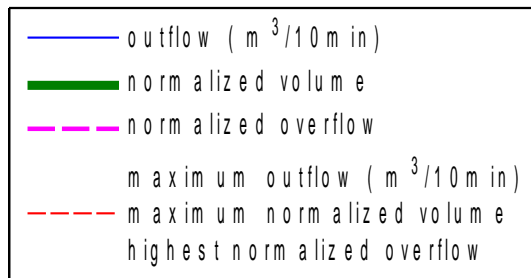 outflow (m³/10min)
normalized volume
normalized overflow
maximum outflow (m³/10min)
maximum normalized volume
highest normalized overflow